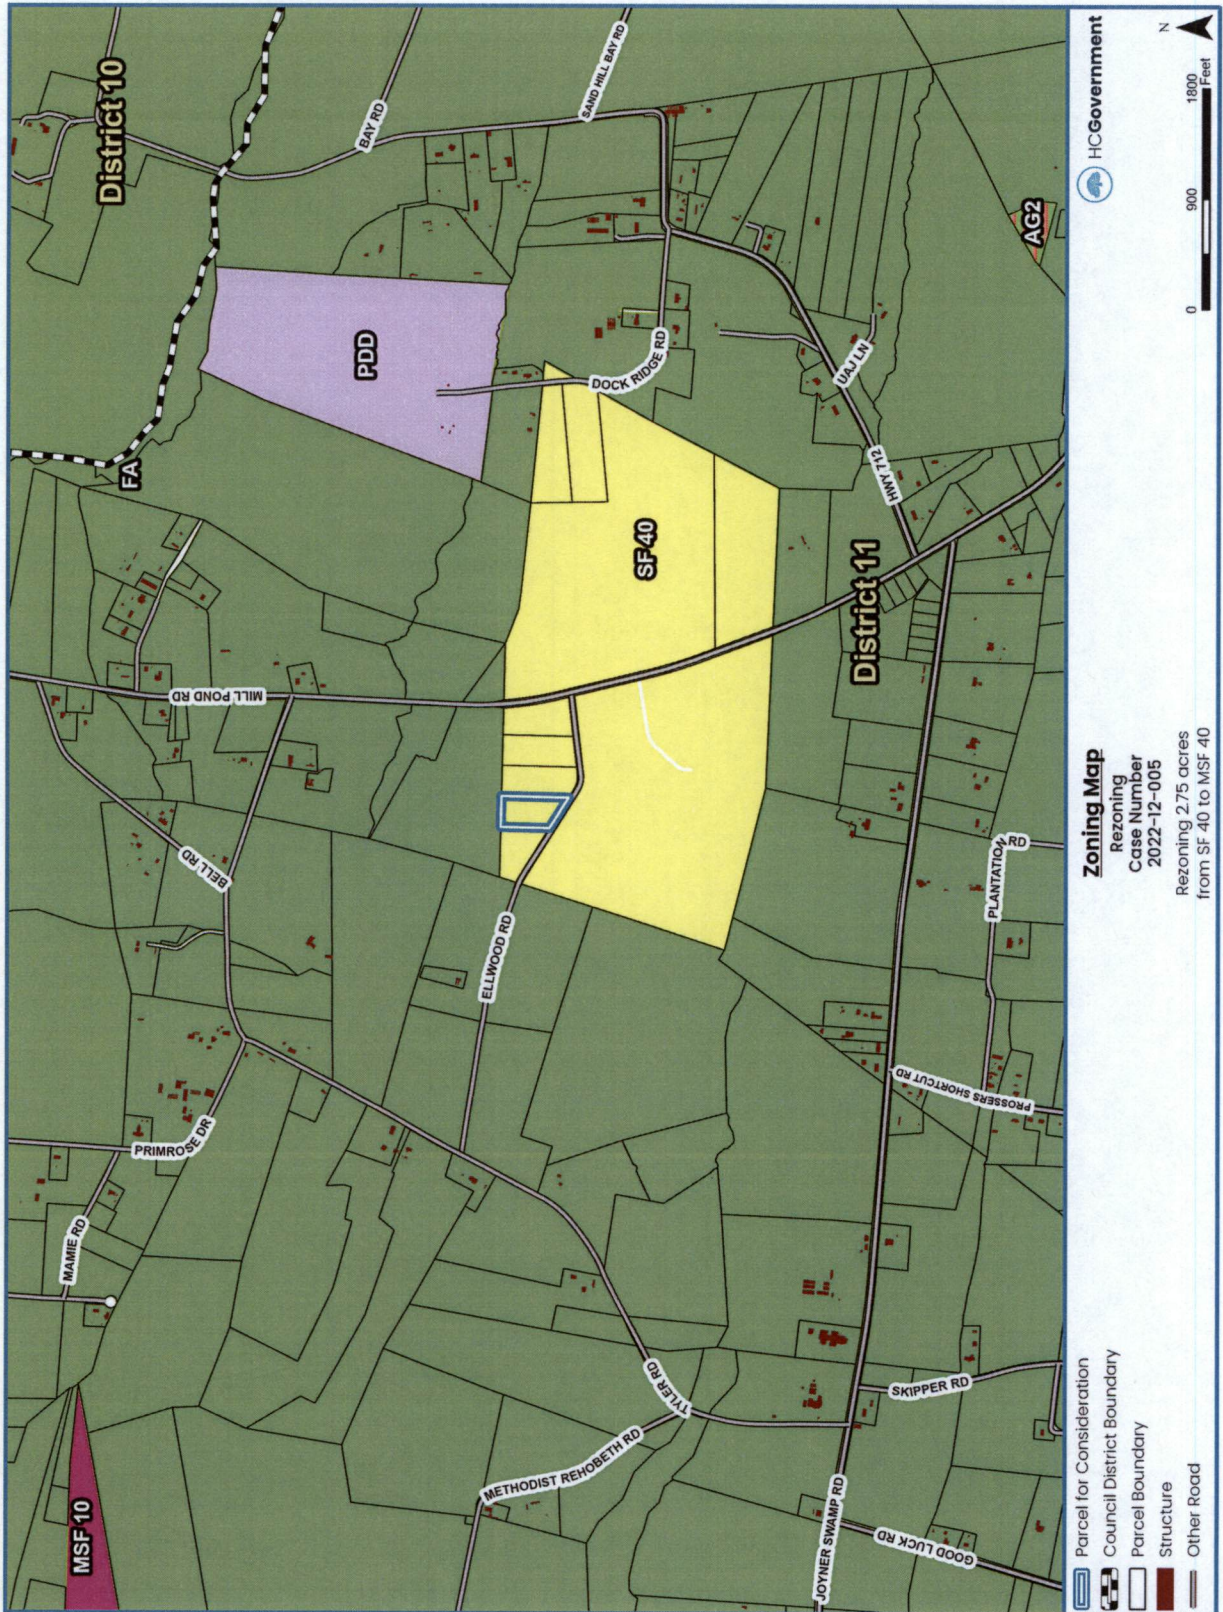 District 10
BAY RD
SAND HILL BAY RD
PDD
FA
DOCK RIDGE RD
AG2
UAJ LN
HWY 712
SF 40
District 11
MILL POND RD
BELL RD
ELLWOOD RD
PLANTATION RD
PROSSERS SHORTCUT RD
PRIMROSE DR
MAMIE RD
TYLER RD
METHODIST REHOBETH RD
SKIPPER RD
JOYNER SWAMP RD
GOOD LUCK RD
MSF 10
Parcel for Consideration
Council District Boundary
Parcel Boundary
Structure
Other Road
Zoning Map
Rezoning
Case Number
2022-12-005
Rezoning 2.75 acres
from SF 40 to MSF 40
HCGovernment
N
0 900 1800
Feet